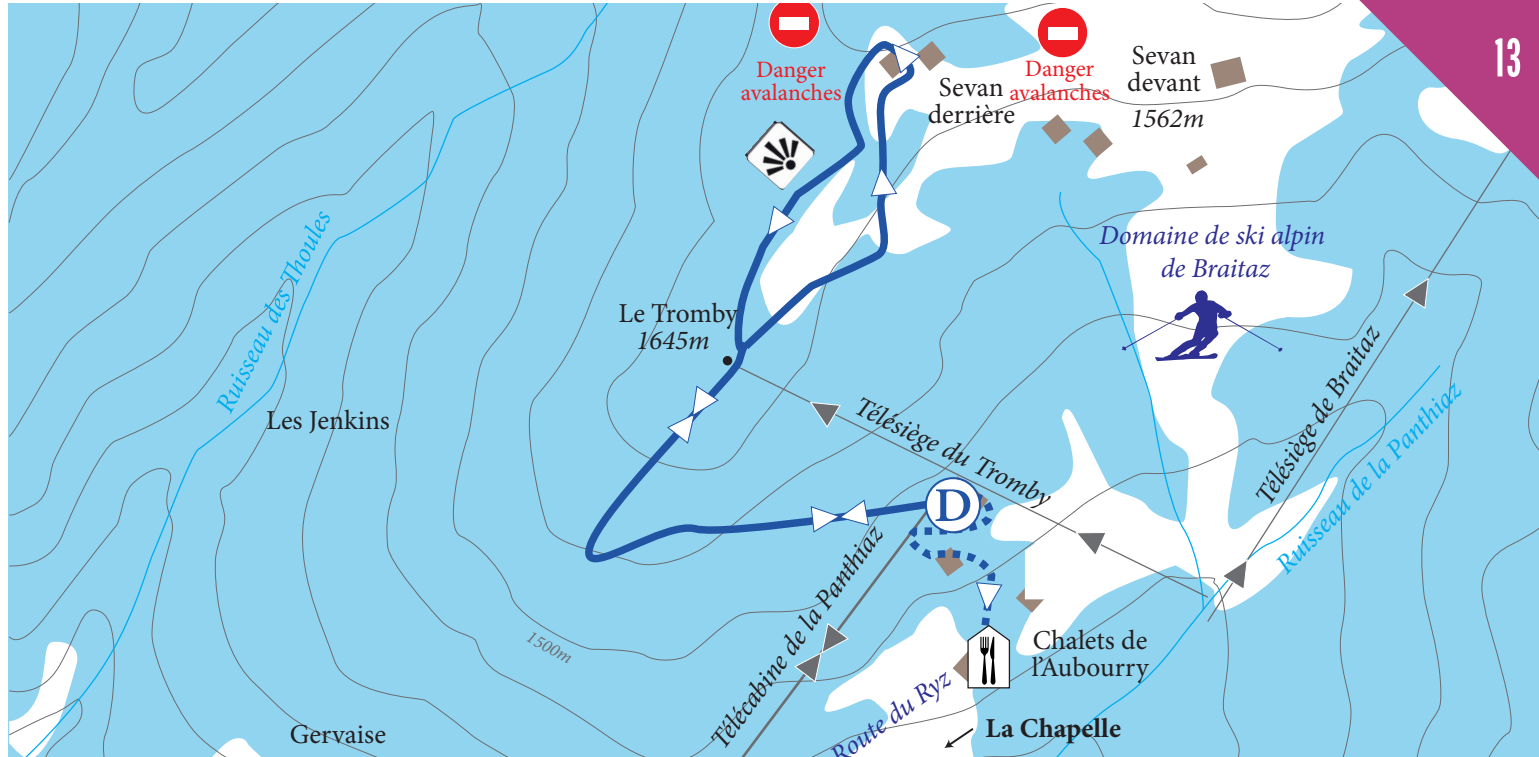 13
Danger
avalanches
Danger
avalanches
Sevan
devant
1562m
Sevan
derrière
Domaine de ski alpin
de Braitaz
Ruisseau des Thoules
Le Tromby
1645m
Les Jenkins
Télésiège du Tromby
Télésiège de Braitaz
Ruisseau de la Panthiaz
D
Télécabine de la Panthiaz
1500m
Chalets de
l'Aubourry
Route du Ryz
La Chapelle
Gervaise